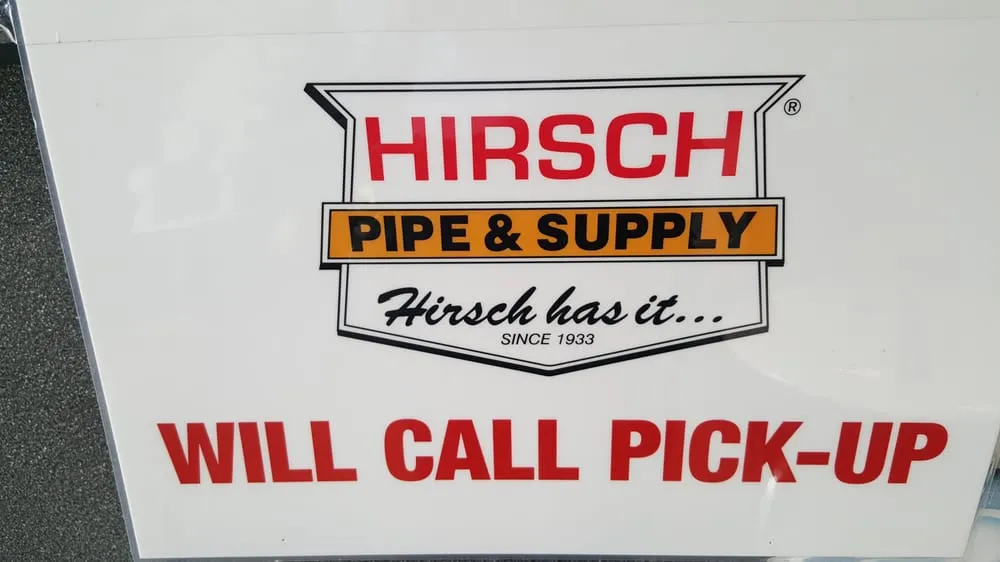 HIRSCH ®
PIPE & SUPPLY
Hirsch has it...
SINCE 1933
WILL CALL PICK-UP